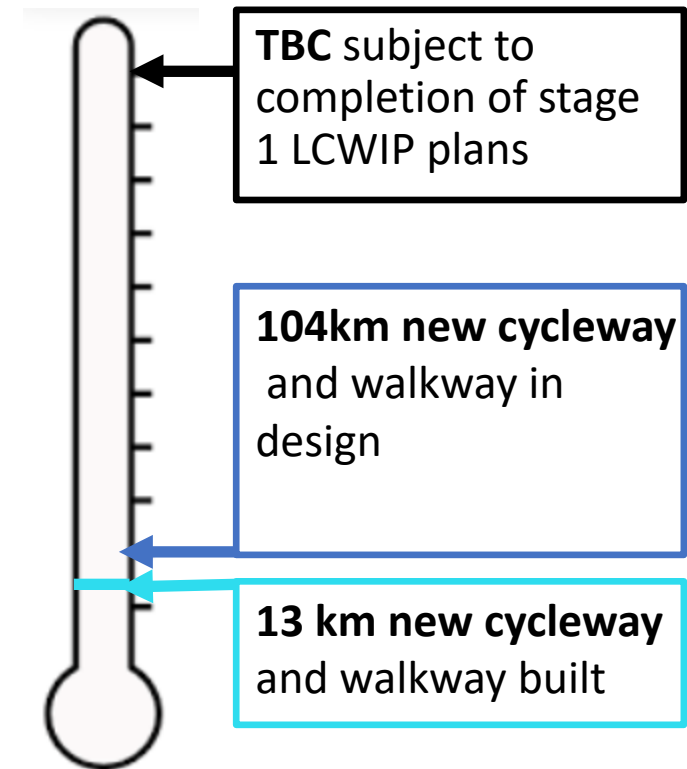 TBC subject to
completion of stage
1 LCWIP plans
104km new cycleway
and walkway in
design
13 km new cycleway
and walkway built